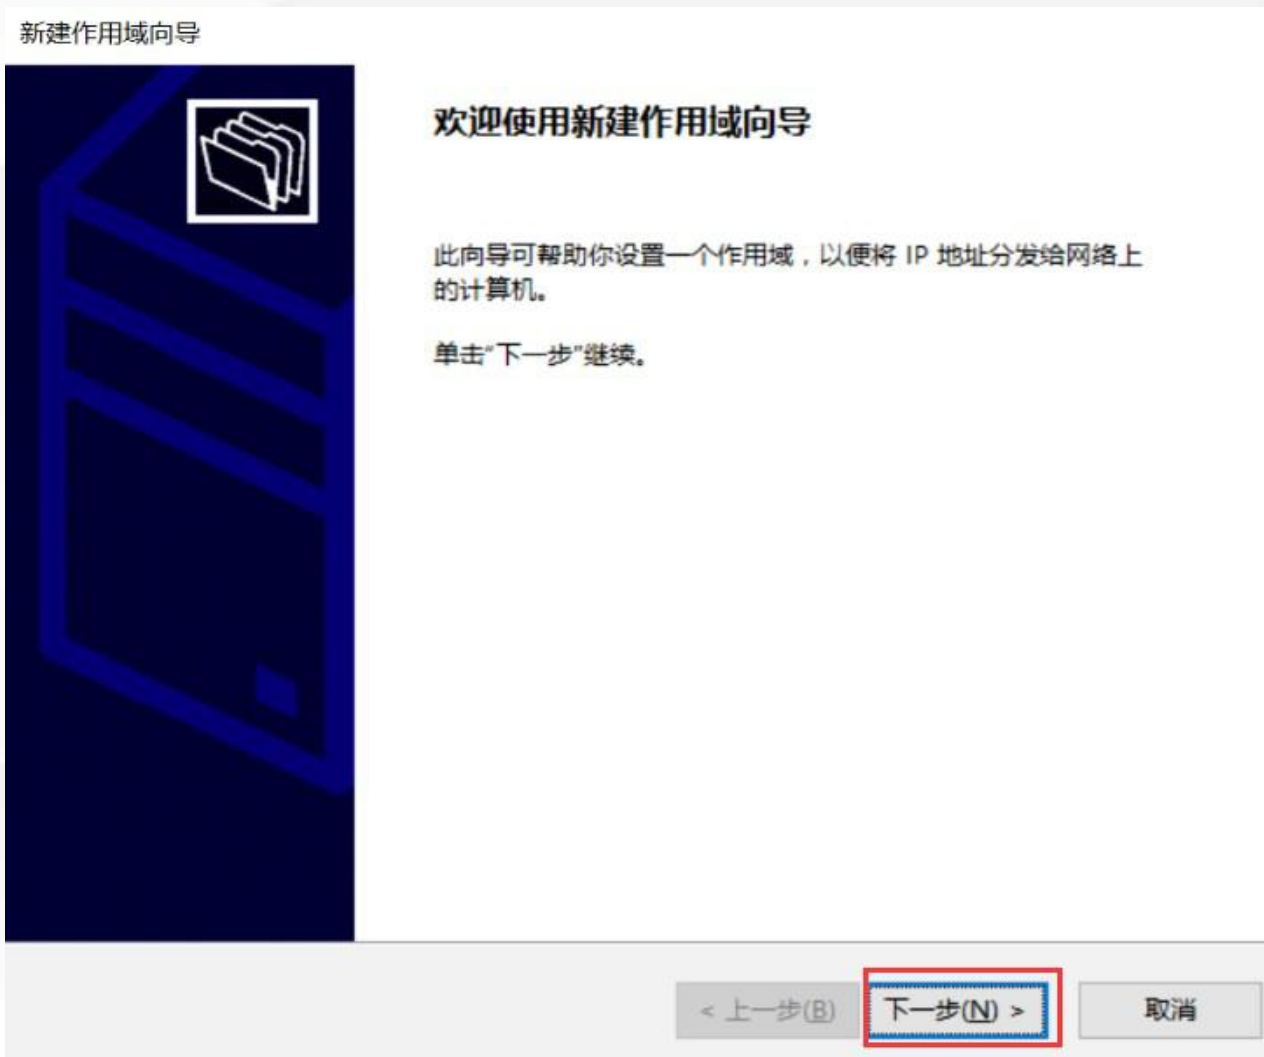 新建作用域向导
欢迎使用新建作用域向导
此向导可帮助你设置一个作用域，以便将 IP 地址分发给网络上
的计算机。
单击“下一步”继续。
< 上一步(B)
下一步(N) >
取消